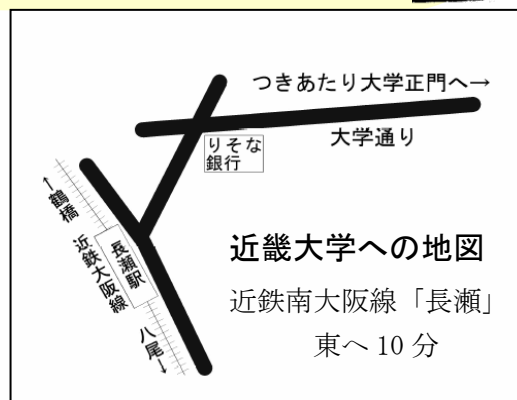 つきあたり大学正門へ→
大学通り
りそな
銀行
←鶴橋
近鉄大阪線
長瀬駅
八尾→
近畿大学への地図
近鉄南大阪線「長瀬」
東へ 10 分